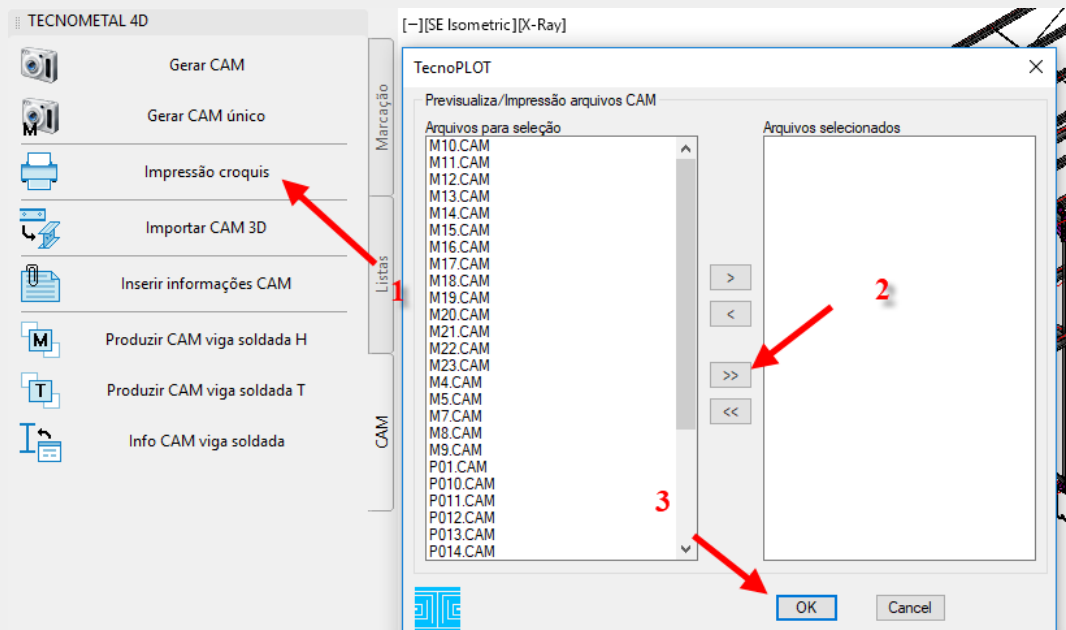 TECNOMETAL 4D
Gerar CAM
Gerar CAM único
M
Impressão croquis
Importar CAM 3D
Inserir informações CAM
M
Produzir CAM viga soldada H
T
Produzir CAM viga soldada T
Info CAM viga soldada
Marcação
Listas
CAM
1
[−][SE Isometric][X-Ray]
TecnoPLOT
Previsualiza/Impressão arquivos CAM
Arquivos para seleção
M10.CAM
M11.CAM
M12.CAM
M13.CAM
M14.CAM
M15.CAM
M16.CAM
M17.CAM
M18.CAM
M19.CAM
M20.CAM
M21.CAM
M22.CAM
M23.CAM
M4.CAM
M5.CAM
M7.CAM
M8.CAM
M9.CAM
P01.CAM
P010.CAM
P011.CAM
P012.CAM
P013.CAM
P014.CAM
>
<
>>
<<
2
Arquivos selecionados
3
OK
Cancel